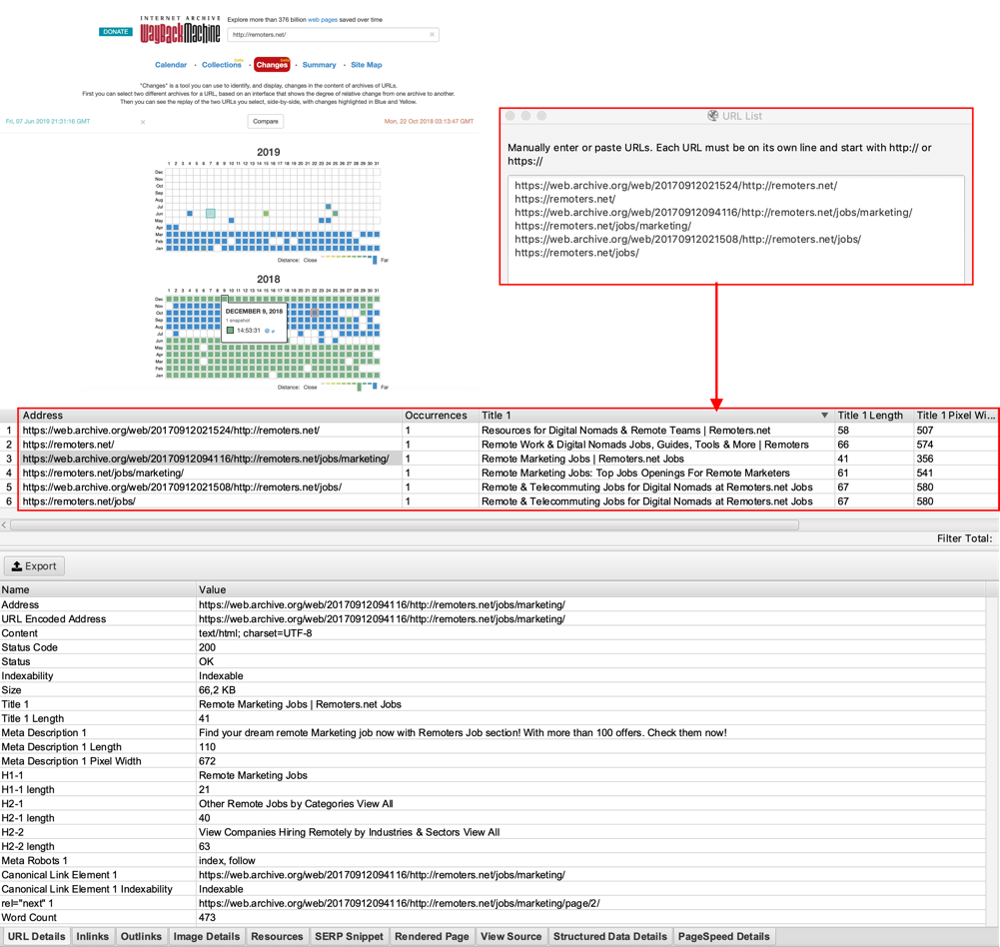 INTERNET ARCHIVE
WayBackMachine
DONATE
Explore more than 376 billion web pages saved over time
http://remoters.net/
×
Calendar · Collections beta · Changes beta · Summary · Site Map
"Changes" is a tool you can use to identify, and display, changes in the content of archives of URLs.
First you can select two different archives for a URL, based on an interface that shows the degree of relative change from one archive to another.
Then you can see the replay of the two URLs you select, side-by-side, with changes highlighted in Blue and Yellow.
Fri, 07 Jun 2019 21:31:16 GMT
×
Compare
Mon, 22 Oct 2018 03:13:47 GMT
2019
1 2 3 4 5 6 7 8 9 10 11 12 13 14 15 16 17 18 19 20 21 22 23 24 25 26 27 28 29 30 31
Dec
Nov
Oct
Sep
Aug
Jul
Jun
May
Apr
Mar
Feb
Jan
Distance: Close Far
2018
1 2 3 4 5 6 7 8 9 10 11 12 13 14 15 16 17 18 19 20 21 22 23 24 25 26 27 28 29 30 31
Dec
Nov
Oct
Sep
Aug
Jul
Jun
May
Apr
Mar
Feb
Jan
DECEMBER 9, 2018
1 snapshot
14:53:31
Distance: Close Far
URL List
Manually enter or paste URLs. Each URL must be on its own line and start with http:// or
https://
https://web.archive.org/web/20170912021524/http://remoters.net/
https://remoters.net/
https://web.archive.org/web/20170912094116/http://remoters.net/jobs/marketing/
https://remoters.net/jobs/marketing/
https://web.archive.org/web/20170912021508/http://remoters.net/jobs/
https://remoters.net/jobs/
Address Occurrences Title 1 Title 1 Length Title 1 Pixel Wi...
1 https://web.archive.org/web/20170912021524/http://remoters.net/ 1 Resources for Digital Nomads & Remote Teams | Remoters.net 58 507
2 https://remoters.net/ 1 Remote Work & Digital Nomads Jobs, Guides, Tools & More | Remoters 66 574
3 https://web.archive.org/web/20170912094116/http://remoters.net/jobs/marketing/ 1 Remote Marketing Jobs | Remoters.net Jobs 41 356
4 https://remoters.net/jobs/marketing/ 1 Remote Marketing Jobs: Top Jobs Openings For Remote Marketers 61 541
5 https://web.archive.org/web/20170912021508/http://remoters.net/jobs/ 1 Remote & Telecommuting Jobs for Digital Nomads at Remoters.net Jobs 67 580
6 https://remoters.net/jobs/ 1 Remote & Telecommuting Jobs for Digital Nomads at Remoters.net Jobs 67 580
Filter Total:
Export
Name Value
Address https://web.archive.org/web/20170912094116/http://remoters.net/jobs/marketing/
URL Encoded Address https://web.archive.org/web/20170912094116/http://remoters.net/jobs/marketing/
Content text/html; charset=UTF-8
Status Code 200
Status OK
Indexability Indexable
Size 66,2 KB
Title 1 Remote Marketing Jobs | Remoters.net Jobs
Title 1 Length 41
Meta Description 1 Find your dream remote Marketing job now with Remoters Job section! With more than 100 offers. Check them now!
Meta Description 1 Length 110
Meta Description 1 Pixel Width 672
H1-1 Remote Marketing Jobs
H1-1 length 21
H2-1 Other Remote Jobs by Categories View All
H2-1 length 40
H2-2 View Companies Hiring Remotely by Industries & Sectors View All
H2-2 length 63
Meta Robots 1 index, follow
Canonical Link Element 1 https://web.archive.org/web/20170912094116/http://remoters.net/jobs/marketing/
Canonical Link Element 1 Indexability Indexable
rel="next" 1 https://web.archive.org/web/20170912094116/http://remoters.net/jobs/marketing/page/2/
Word Count 473
URL Details Inlinks Outlinks Image Details Resources SERP Snippet Rendered Page View Source Structured Data Details PageSpeed Details